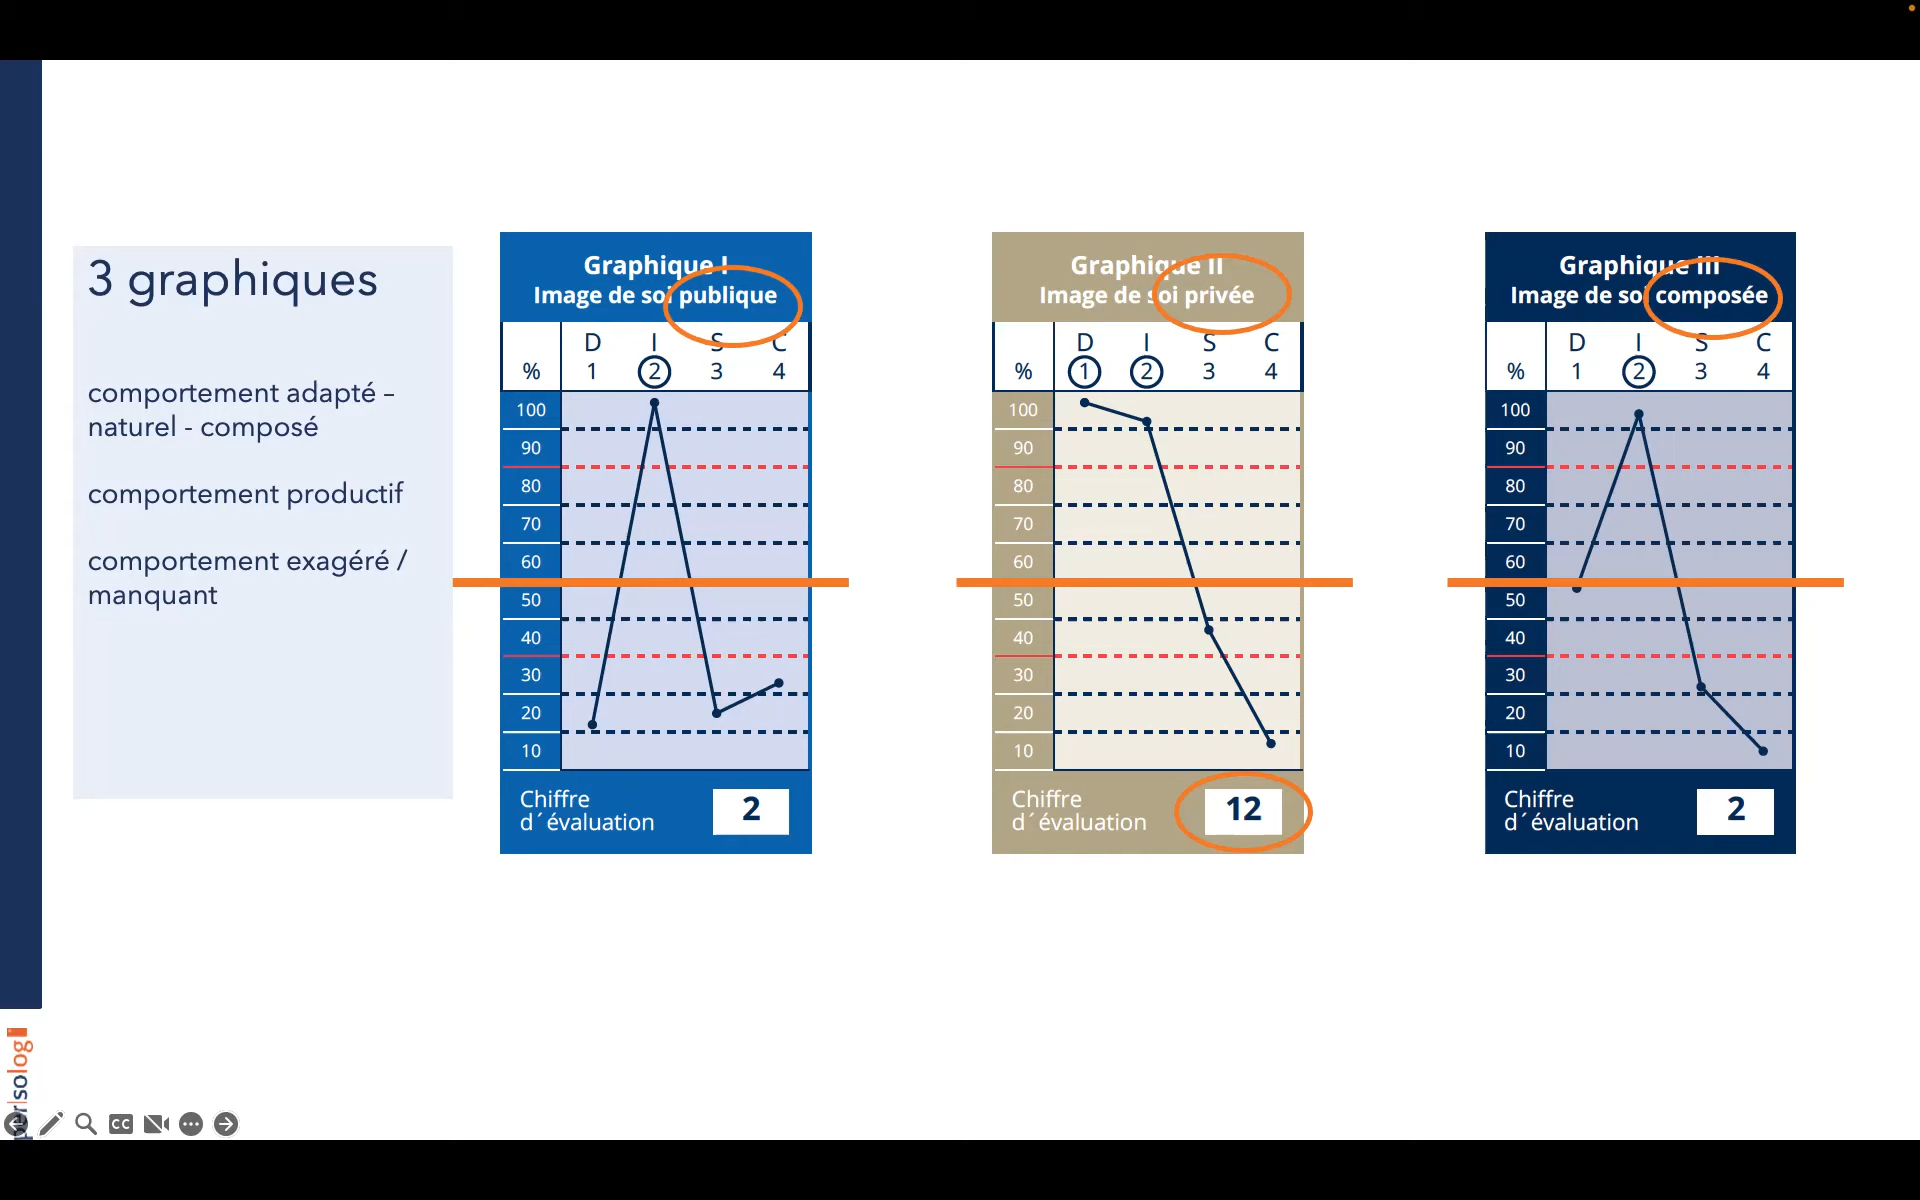 3 graphiques
comportement adapté –
naturel - composé
comportement productif
comportement exagéré /
manquant
Graphique I
Image de soi publique
D I S C
% 1 2 3 4
100
90
80
70
60
50
40
30
20
10
Chiffre
d´évaluation
2
Graphique II
Image de soi privée
D I S C
% 1 2 3 4
100
90
80
70
60
50
40
30
20
10
Chiffre
d´évaluation
12
Graphique III
Image de soi composée
D I S C
% 1 2 3 4
100
90
80
70
60
50
40
30
20
10
Chiffre
d´évaluation
2
persolog
CC